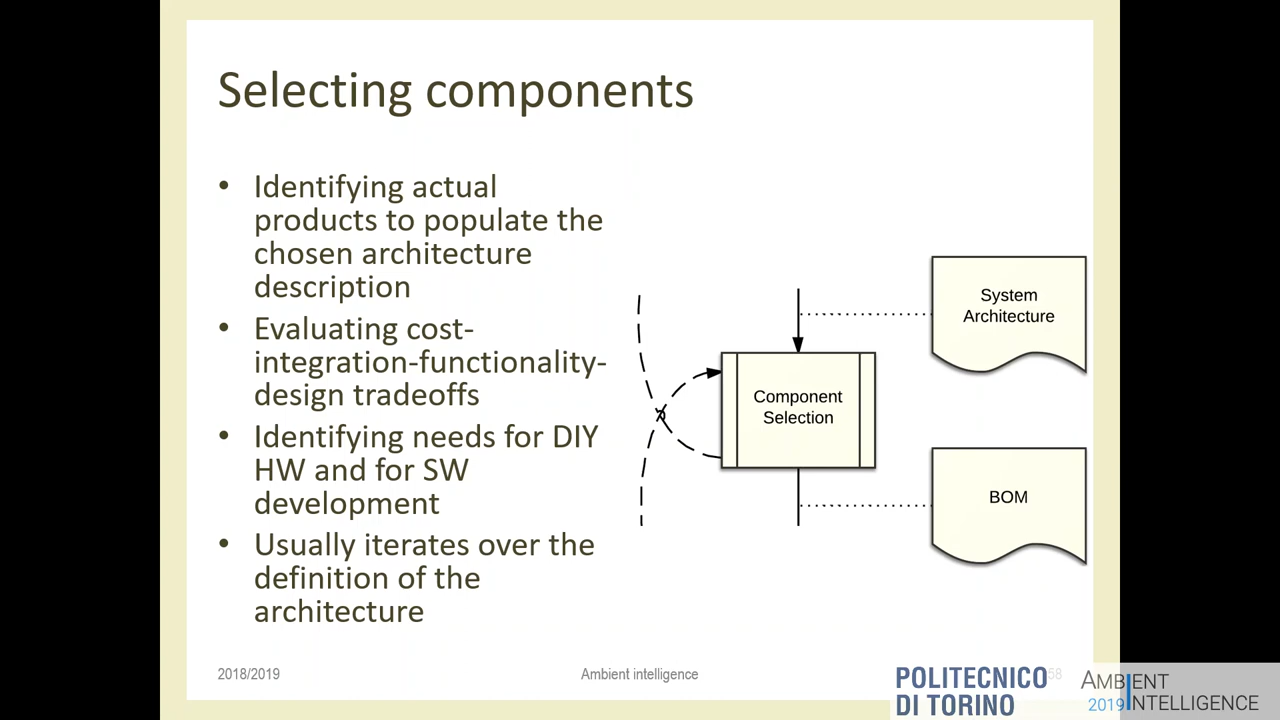 Selecting components
• Identifying actual
products to populate the
chosen architecture
description
• Evaluating cost-
integration-functionality-
design tradeoffs
• Identifying needs for DIY
HW and for SW
development
• Usually iterates over the
definition of the
architecture
System
Architecture
Component
Selection
BOM
2018/2019
Ambient intelligence
58
POLITECNICO
DI TORINO
AMBIENT
2019 INTELLIGENCE